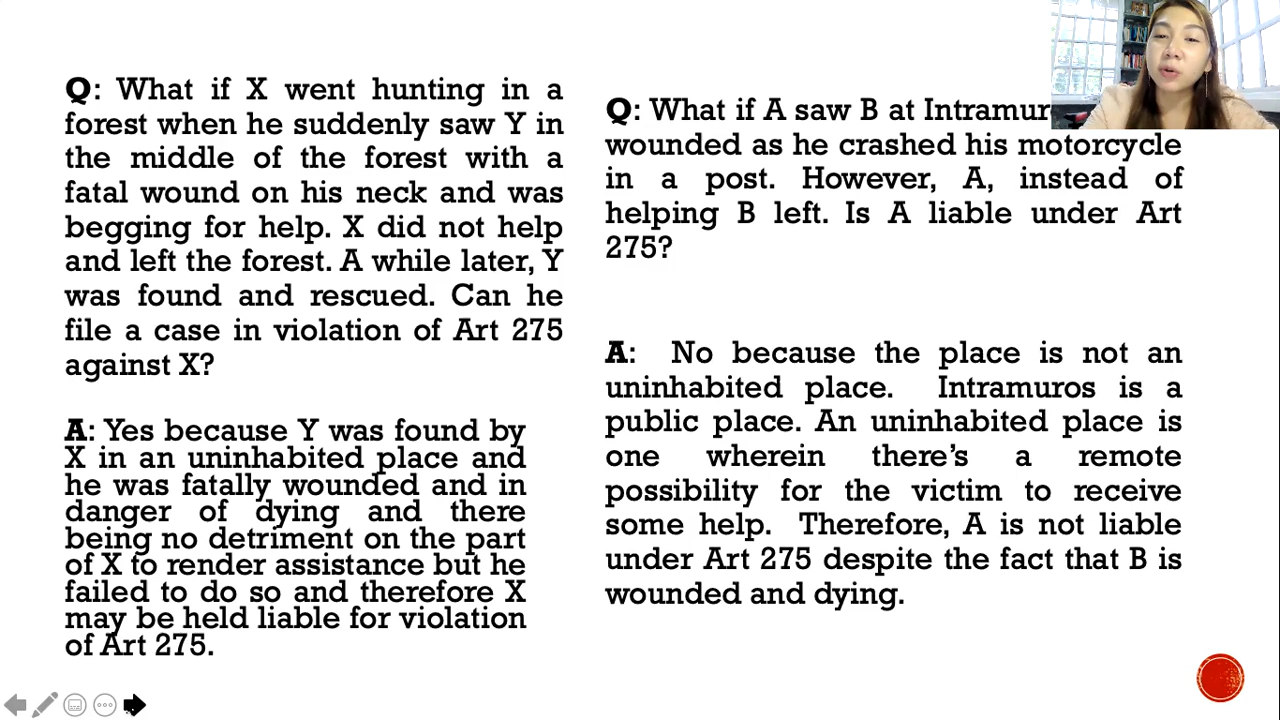 Q: What if X went hunting in a
forest when he suddenly saw Y in
the middle of the forest with a
fatal wound on his neck and was
begging for help. X did not help
and left the forest. A while later, Y
was found and rescued. Can he
file a case in violation of Art 275
against X?
A: Yes because Y was found by
X in an uninhabited place and
he was fatally wounded and in
danger of dying and there
being no detriment on the part
of X to render assistance but he
failed to do so and therefore X
may be held liable for violation
of Art 275.
Q: What if A saw B at
wounded as he crashed his motorcycle
in a post. However, A, instead of
helping B left. Is A liable under Art
275?
A: No because the place is not an
uninhabited place. Intramuros is a
public place. An uninhabited place is
one wherein there's a remote
possibility for the victim to receive
some help. Therefore, A is not liable
under Art 275 despite the fact that B is
wounded and dying.